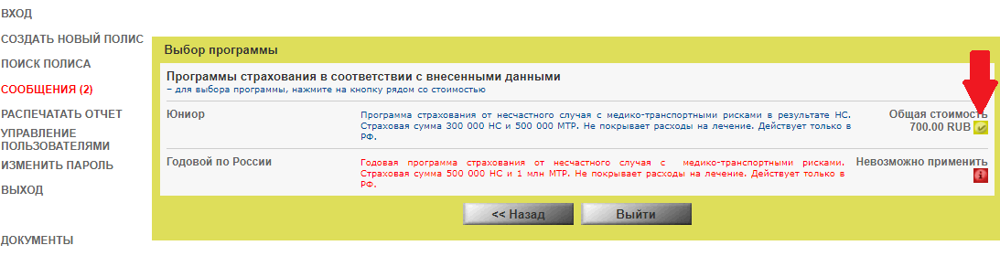 ВХОД
СОЗДАТЬ НОВЫЙ ПОЛИС
ПОИСК ПОЛИСА
СООБЩЕНИЯ (2)
РАСПЕЧАТАТЬ ОТЧЕТ
УПРАВЛЕНИЕ
ПОЛЬЗОВАТЕЛЯМИ
ИЗМЕНИТЬ ПАРОЛЬ
ВЫХОД
ДОКУМЕНТЫ
Выбор программы
Программы страхования в соответствии с внесенными данными
– для выбора программы, нажмите на кнопку рядом со стоимостью
Юниор
Программа страхования от несчастного случая с медико-транспортными рисками в результате НС.
Страховая сумма 300 000 НС и 500 000 МТР. Не покрывает расходы на лечение. Действует только в
РФ.
Общая стоимость
700.00 RUB
Годовой по России
Годовая программа страхования от несчастного случая с медико-транспортными рисками.
Страховая сумма 500 000 НС и 1 млн МТР. Не покрывает расходы на лечение. Действует только в
РФ.
Невозможно применить
<< Назад
Выйти